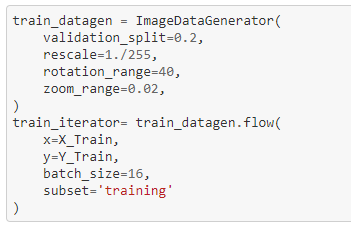 train_datagen = ImageDataGenerator(
    validation_split=0.2,
    rescale=1./255,
    rotation_range=40,
    zoom_range=0.02,
)
train_iterator= train_datagen.flow(
    x=X_Train,
    y=Y_Train,
    batch_size=16,
    subset='training'
)